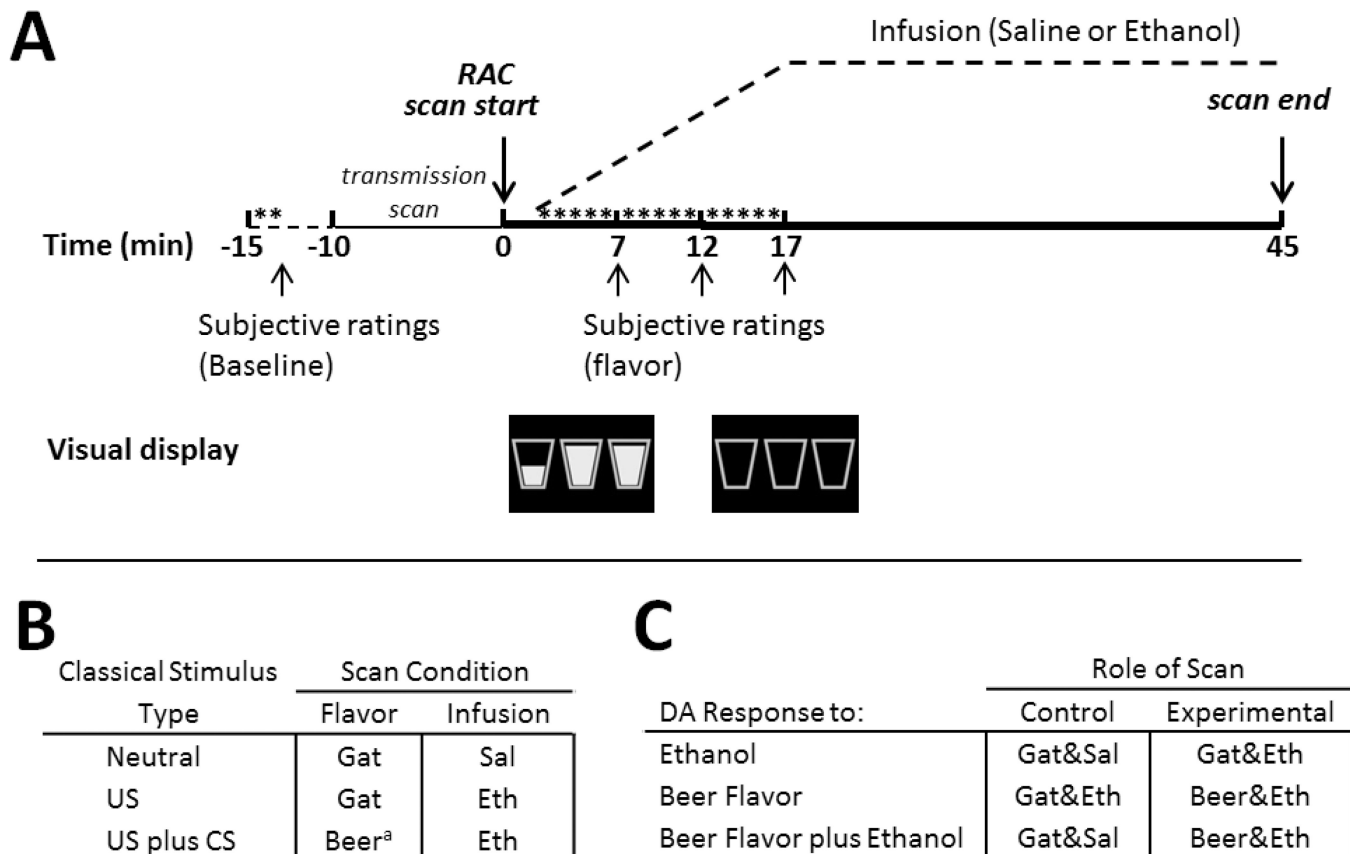 A
Infusion (Saline or Ethanol)
RAC
scan start
scan end
transmission
scan
** ***** ***** *****
Time (min) -15 -10 0 7 12 17 45
Subjective ratings
(Baseline)
Subjective ratings
(flavor)
Visual display
B
Classical Stimulus Scan Condition
Type Flavor Infusion
Neutral Gat Sal
US Gat Eth
US plus CS Beerᵃ Eth
C
Role of Scan
DA Response to: Control Experimental
Ethanol Gat&Sal Gat&Eth
Beer Flavor Gat&Eth Beer&Eth
Beer Flavor plus Ethanol Gat&Sal Beer&Eth